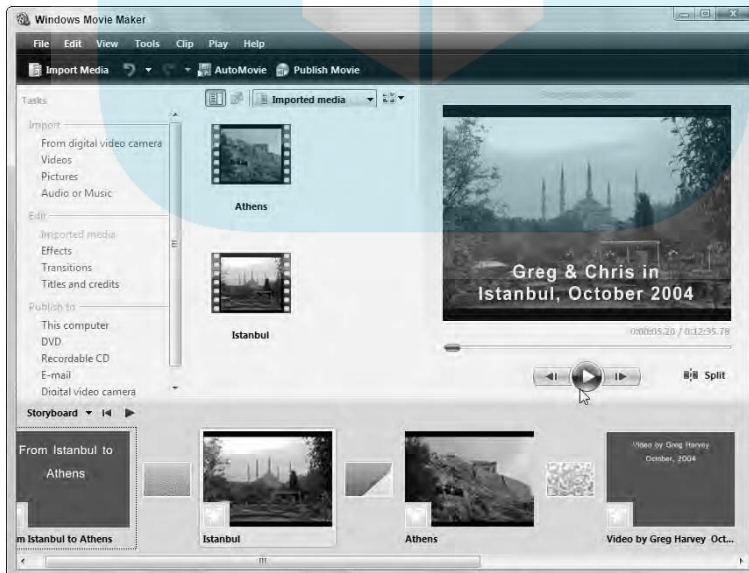 Windows Movie Maker
File Edit View Tools Clip Play Help
Import Media AutoMovie Publish Movie
Tasks
Imported media
Import
From digital video camera
Videos
Pictures
Audio or Music
Edit
Imported media
Effects
Transitions
Titles and credits
Publish to
This computer
DVD
Recordable CD
E-mail
Digital video camera
Athens
Istanbul
Greg & Chris in
Istanbul, October 2004
0:00:05.20 / 0:12:35.78
Split
Storyboard
From Istanbul to
Athens
m Istanbul to Athens
Istanbul
Athens
Video by Greg Harvey
October, 2004
Video by Greg Harvey Oct...